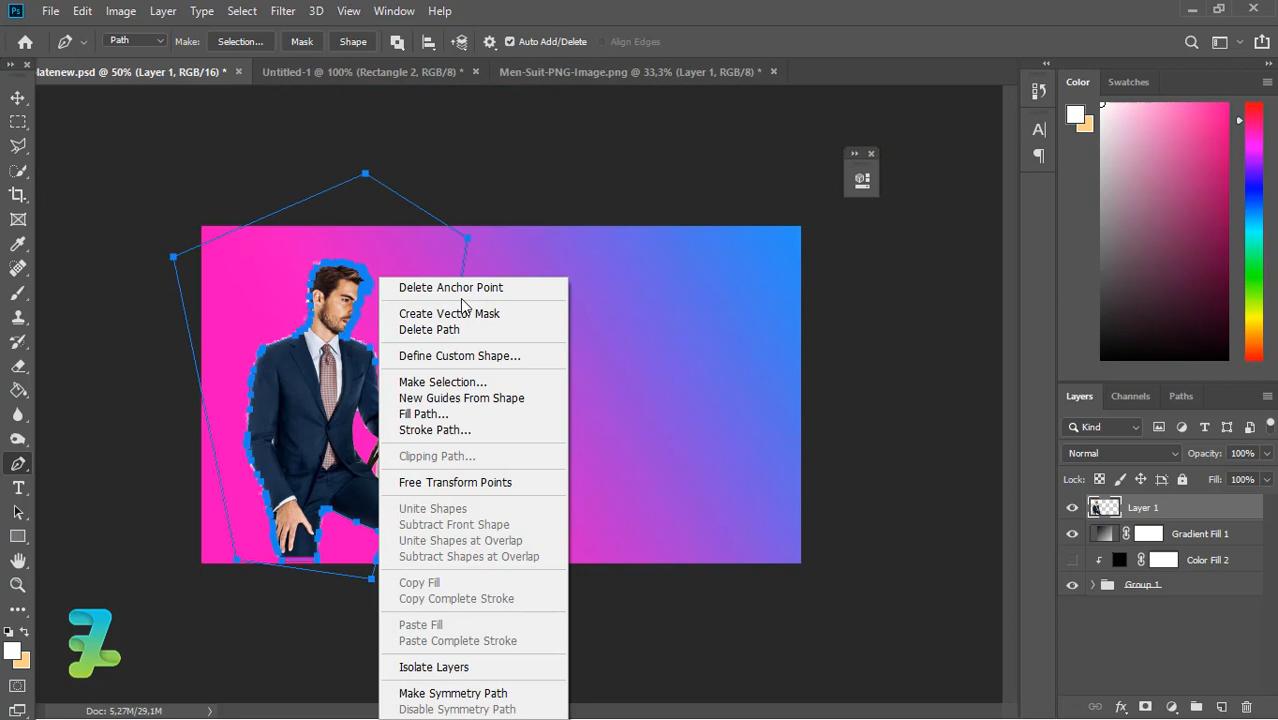 Ps File Edit Image Layer Type Select Filter 3D View Window Help
Path Make: Selection... Mask Shape Auto Add/Delete Align Edges
latenew.psd @ 50% (Layer 1, RGB/16) * Untitled-1 @ 100% (Rectangle 2, RGB/8) * Men-Suit-PNG-Image.png @ 33,3% (Layer 1, RGB/8) *
Color Swatches
Delete Anchor Point
Create Vector Mask
Delete Path
Define Custom Shape...
Make Selection...
New Guides From Shape
Fill Path...
Stroke Path...
Clipping Path...
Free Transform Points
Unite Shapes
Subtract Front Shape
Unite Shapes at Overlap
Subtract Shapes at Overlap
Copy Fill
Copy Complete Stroke
Paste Fill
Paste Complete Stroke
Isolate Layers
Make Symmetry Path
Disable Symmetry Path
Layers Channels Paths
Kind
Normal Opacity: 100%
Lock: Fill: 100%
Layer 1
Gradient Fill 1
Color Fill 2
Group 1
Doc: 5,27M/29,1M